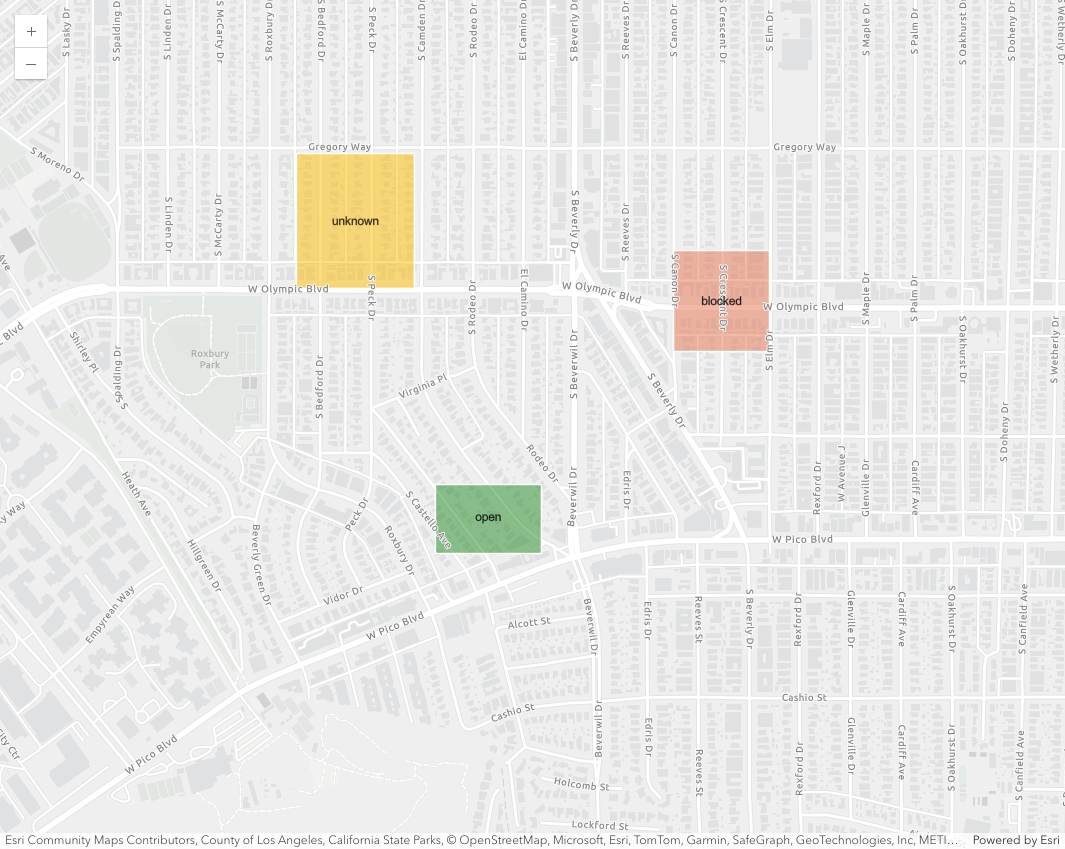 +
−
S Lasky Dr
S Spalding Dr
S Linden Dr
S McCarty Dr
S Roxbury Dr
S Bedford Dr
S Peck Dr
S Camden Dr
S Rodeo Dr
El Camino Dr
S Beverly Dr
S Reeves Dr
S Canon Dr
S Crescent Dr
S Elm Dr
S Maple Dr
S Palm Dr
S Oakhurst Dr
S Doheny Dr
S Wetherly Dr
Gregory Way
Gregory Way
S Moreno Dr
S Linden Dr
S McCarty Dr
unknown
S Beverly Dr
S Reeves Dr
Ave
S Canon Dr
S Crescent Dr
blocked
W Olympic Blvd
S Peck Dr
S Rodeo Dr
El Camino Dr
W Olympic Blvd
W Olympic Blvd
S Maple Dr
S Palm Dr
Blvd
Shirley Pl
Spalding Dr
S S
Roxbury
Park
S Bedford Dr
Virginia Pl
S Beverwil Dr
S Beverly Dr
S Elm Dr
S Oakhurst Dr
S Wetherly Dr
S Doheny Dr
Rodeo Dr
Heath Ave
ly Way
Peck Dr
S Castello Ave
open
Beverwil Dr
Edris Dr
Rexford Dr
W Avenue J
Glenville Dr
Cardiff Ave
Roxbury Dr
Beverly Green Dr
Hillgreen Dr
W Pico Blvd
Empyrean Way
Vidor Dr
W Pico Blvd
Alcott St
Beverwil Dr
Edris Dr
Reeves St
S Beverly Dr
Rexford Dr
Glenville Dr
Cardiff Ave
S Oakhurst Dr
S Canfield Ave
Cashio St
Cashio St
City Ctr
W Pico Blvd
Beverwil Dr
Edris Dr
Reeves St
Rexford Dr
Glenville Dr
Cardiff Ave
S Oakhurst Dr
S Canfield Ave
Holcomb St
Lockford St
Esri Community Maps Contributors, County of Los Angeles, California State Parks, © OpenStreetMap, Microsoft, Esri, TomTom, Garmin, SafeGraph, GeoTechnologies, Inc, METI…
Powered by Esri